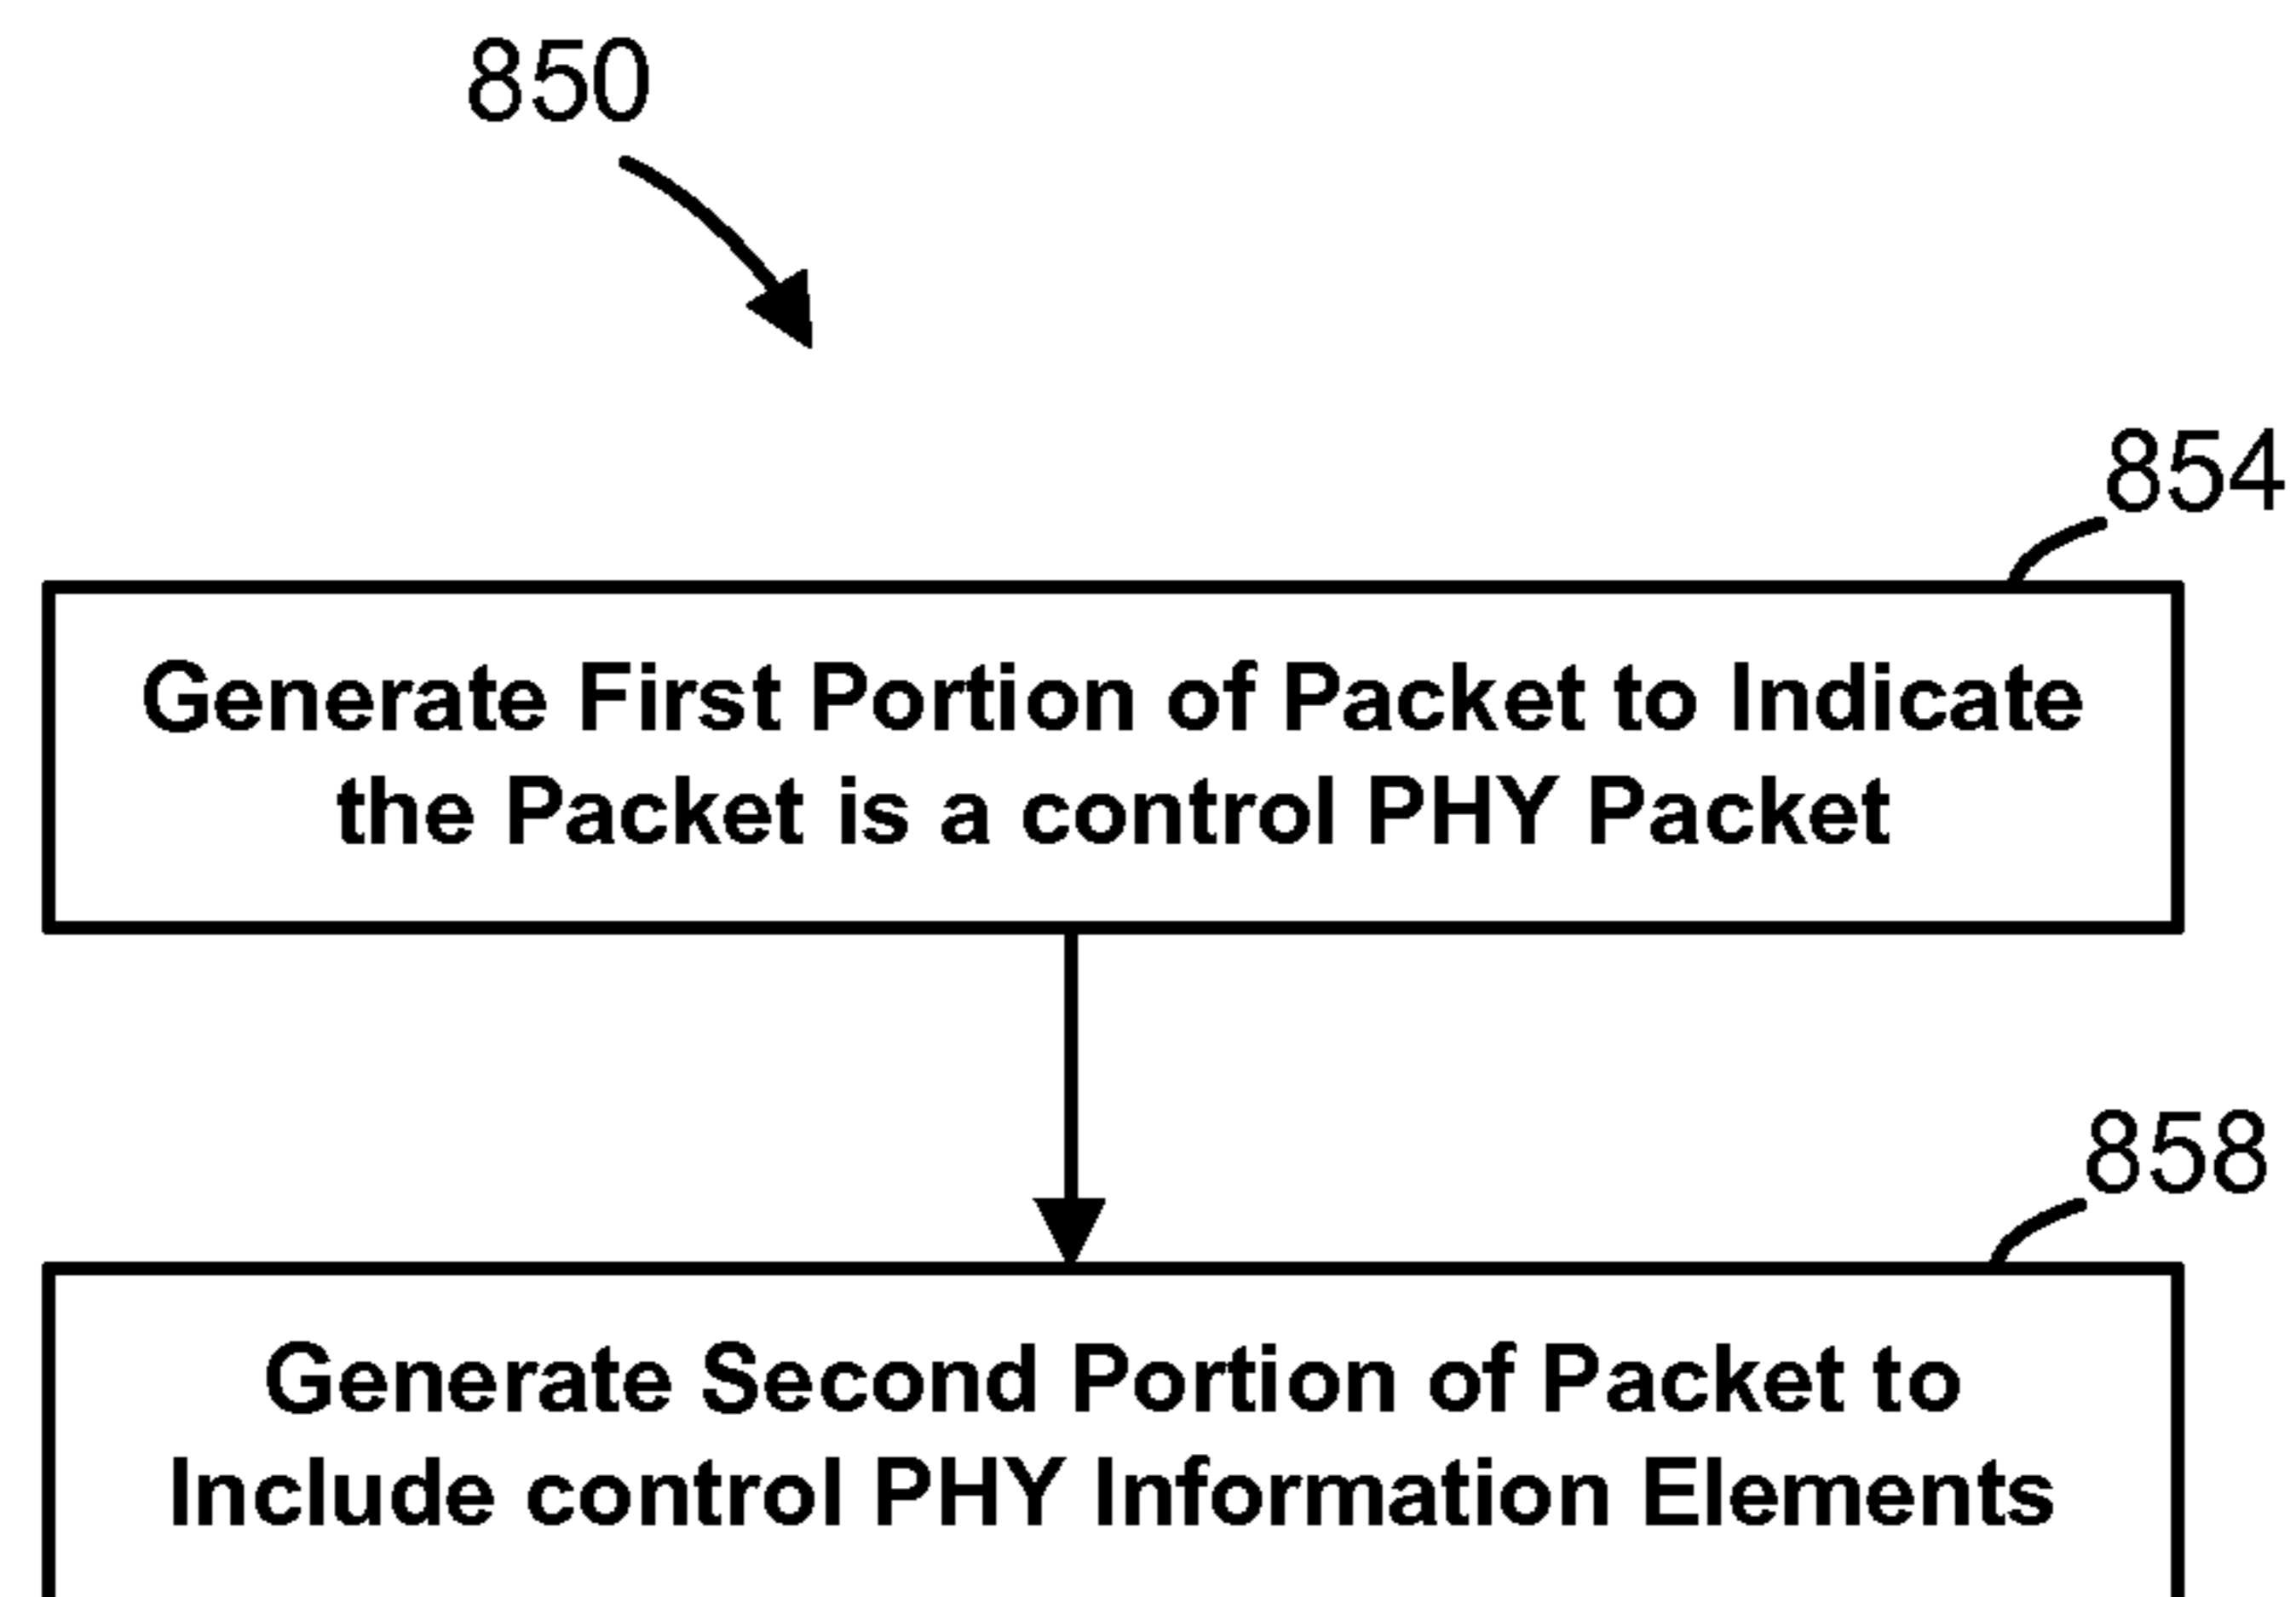 850
854
Generate First Portion of Packet to Indicate
the Packet is a control PHY Packet
858
Generate Second Portion of Packet to
Include control PHY Information Elements